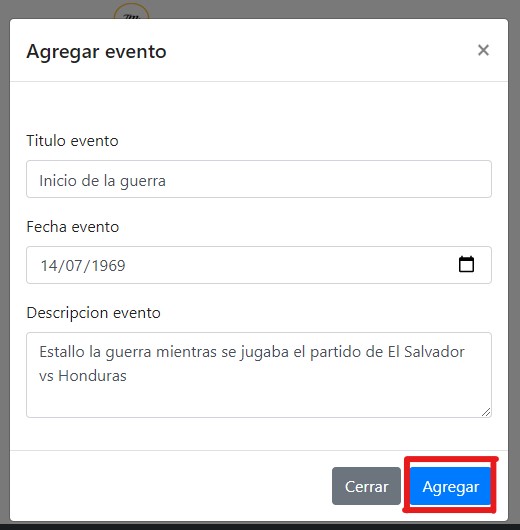 Agregar evento
×
Titulo evento
Inicio de la guerra
Fecha evento
14/07/1969
Descripcion evento
Estallo la guerra mientras se jugaba el partido de El Salvador
vs Honduras
Cerrar
Agregar